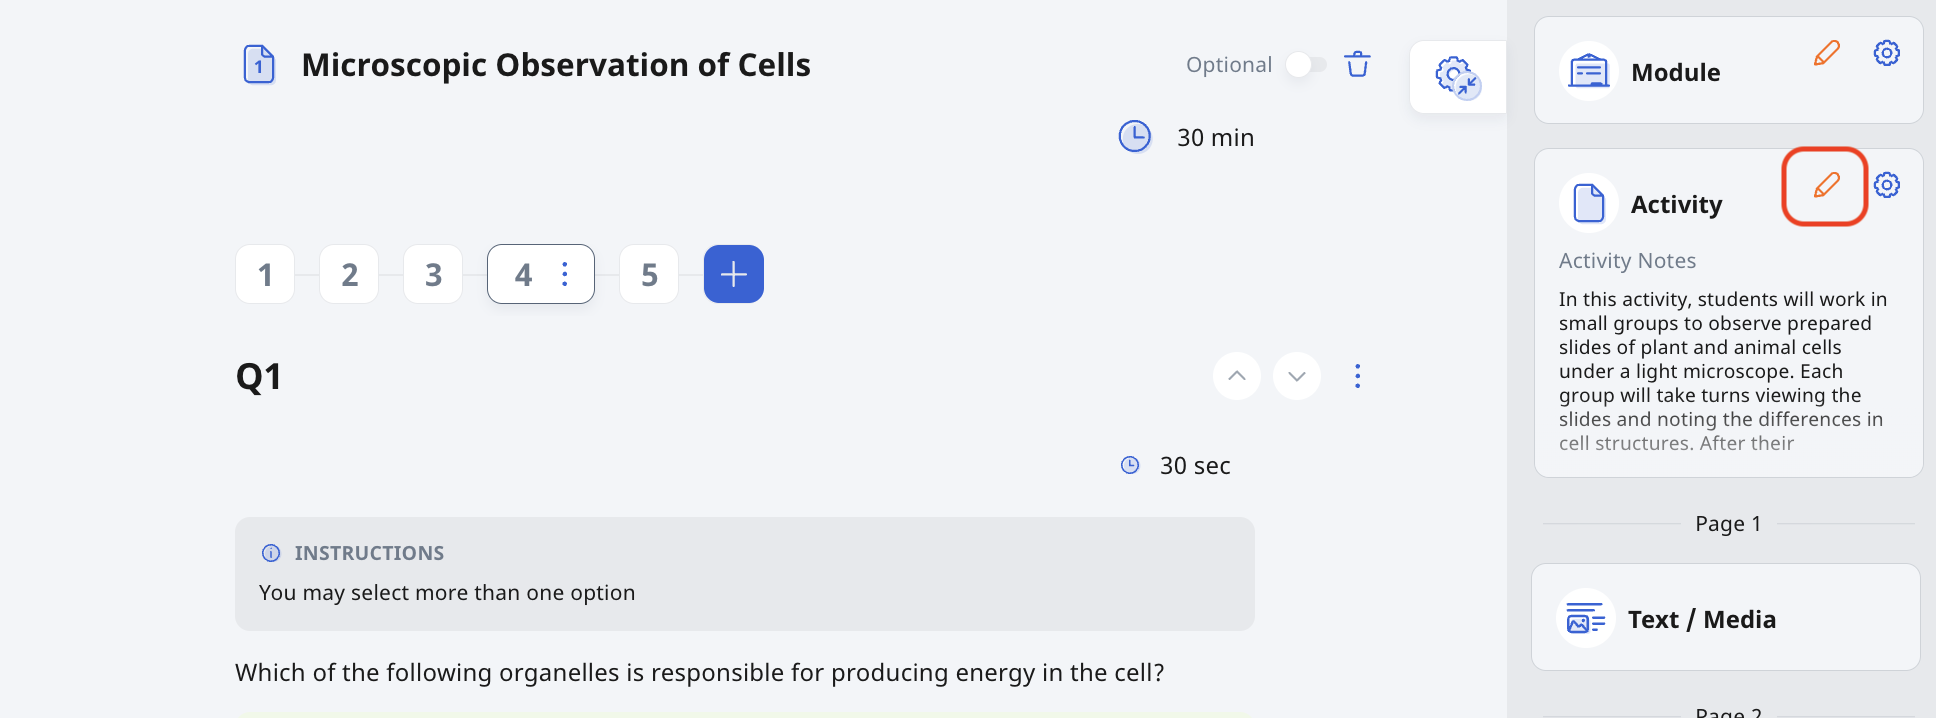 1
Microscopic Observation of Cells
Optional
30 min
1 2 3 4 5
Q1
30 sec
INSTRUCTIONS
You may select more than one option
Which of the following organelles is responsible for producing energy in the cell?
Module
Activity
Activity Notes
In this activity, students will work in
small groups to observe prepared
slides of plant and animal cells
under a light microscope. Each
group will take turns viewing the
slides and noting the differences in
cell structures. After their
Page 1
Text / Media
Page 2